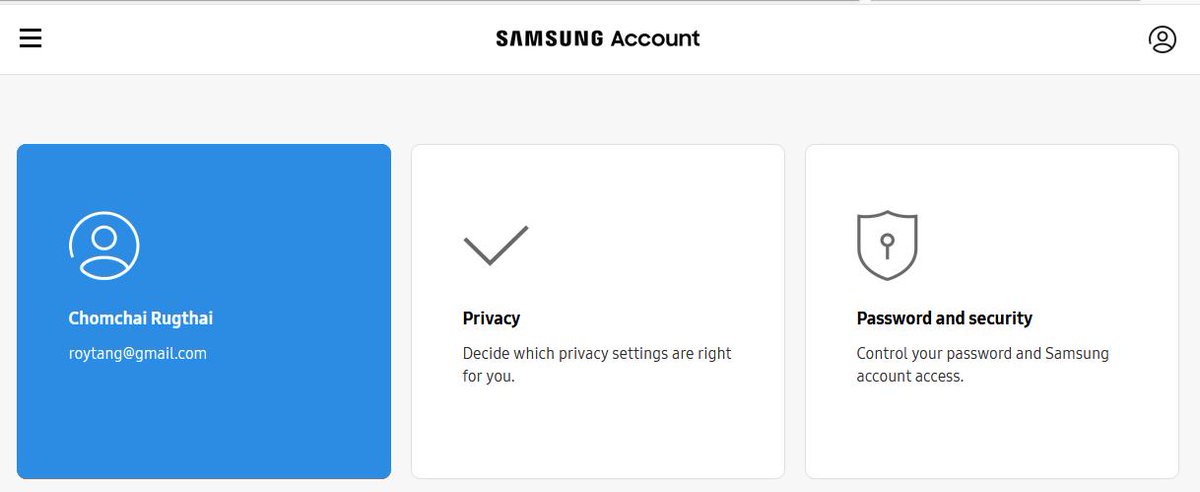 SAMSUNG Account
Chomchai Rugthai
roytang@gmail.com
Privacy
Decide which privacy settings are right
for you.
Password and security
Control your password and Samsung
account access.